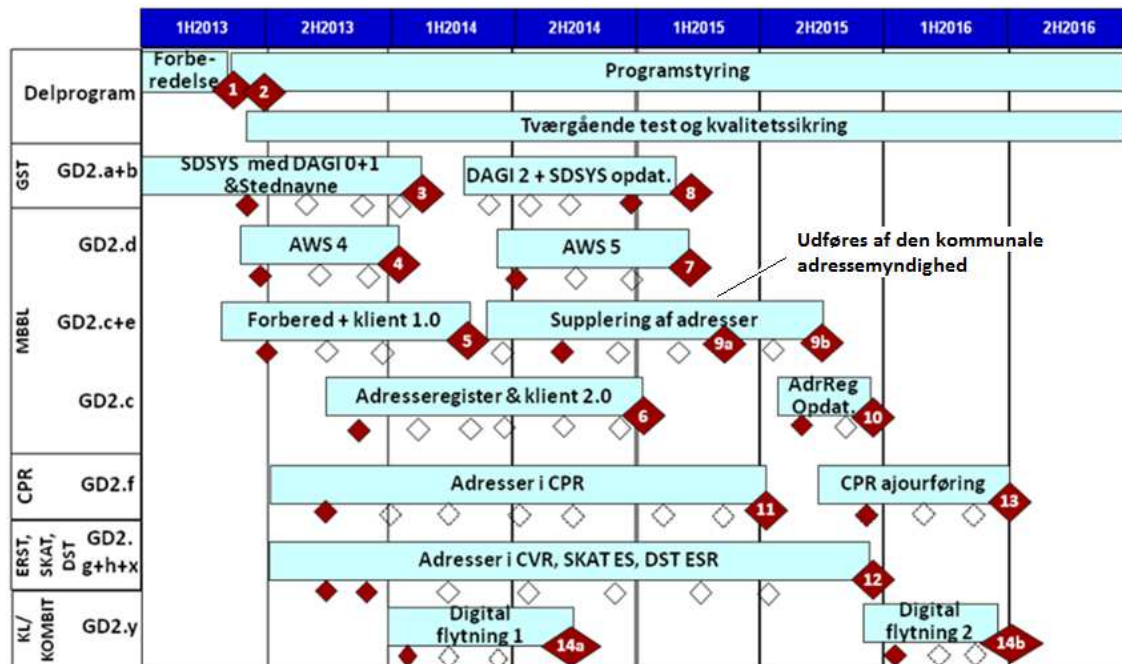 1H2013 2H2013 1H2014 2H2014 1H2015 2H2015 1H2016 2H2016
Delprogram
Forbe-
redelse
1
2
Programstyring
Tværgående test og kvalitetssikring
GST
GD2.a+b
SDSYS med DAGI 0+1
&Stednavne
3
DAGI 2 + SDSYS opdat.
8
MBBL
GD2.d
AWS 4
4
AWS 5
7
Udføres af den kommunale
adressemyndighed
GD2.c+e
Forbered + klient 1.0
5
Supplering af adresser
9a
9b
GD2.c
Adresseregister & klient 2.0
6
AdrReg
Opdat.
10
CPR
GD2.f
Adresser i CPR
11
CPR ajourføring
13
ERST,
SKAT,
DST
GD2.
g+h+x
Adresser i CVR, SKAT ES, DST ESR
12
KL/
KOMBIT
GD2.y
Digital
flytning 1
14a
Digital
flytning 2
14b